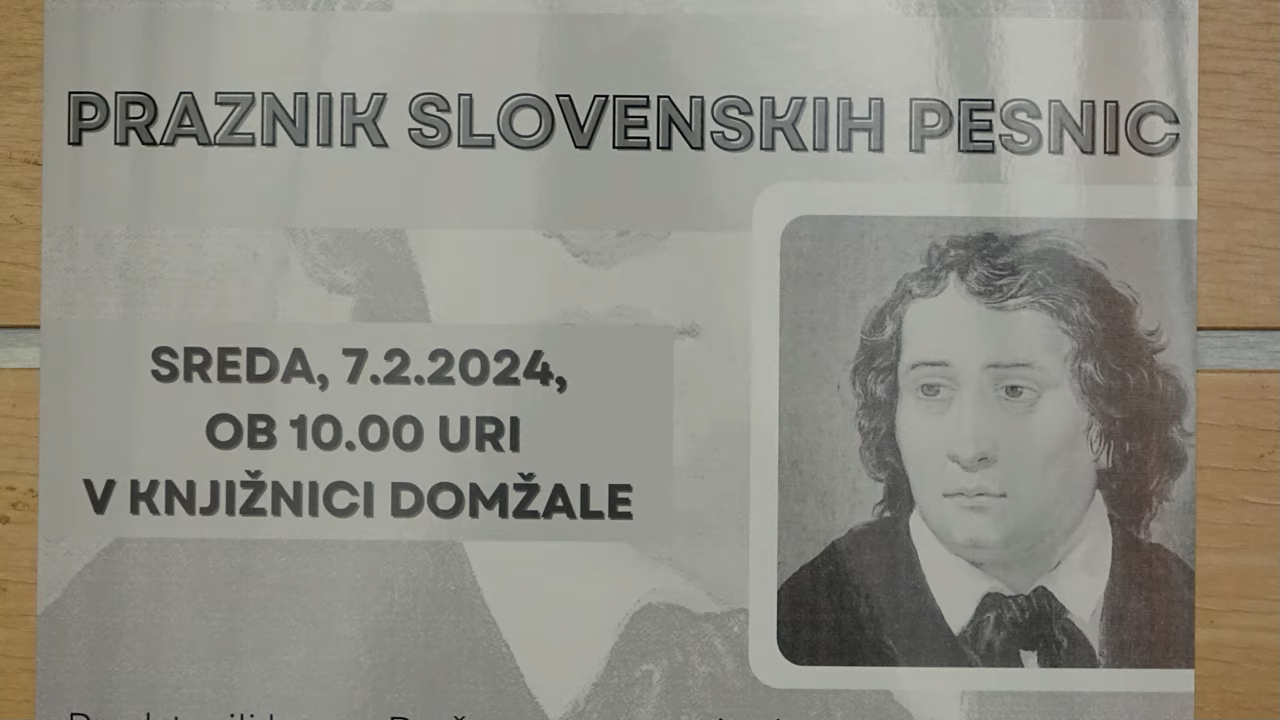 PRAZNIK SLOVENSKIH PESNIC
SREDA, 7.2.2024,
OB 10.00 URI
V KNJIŽNICI DOMŽALE